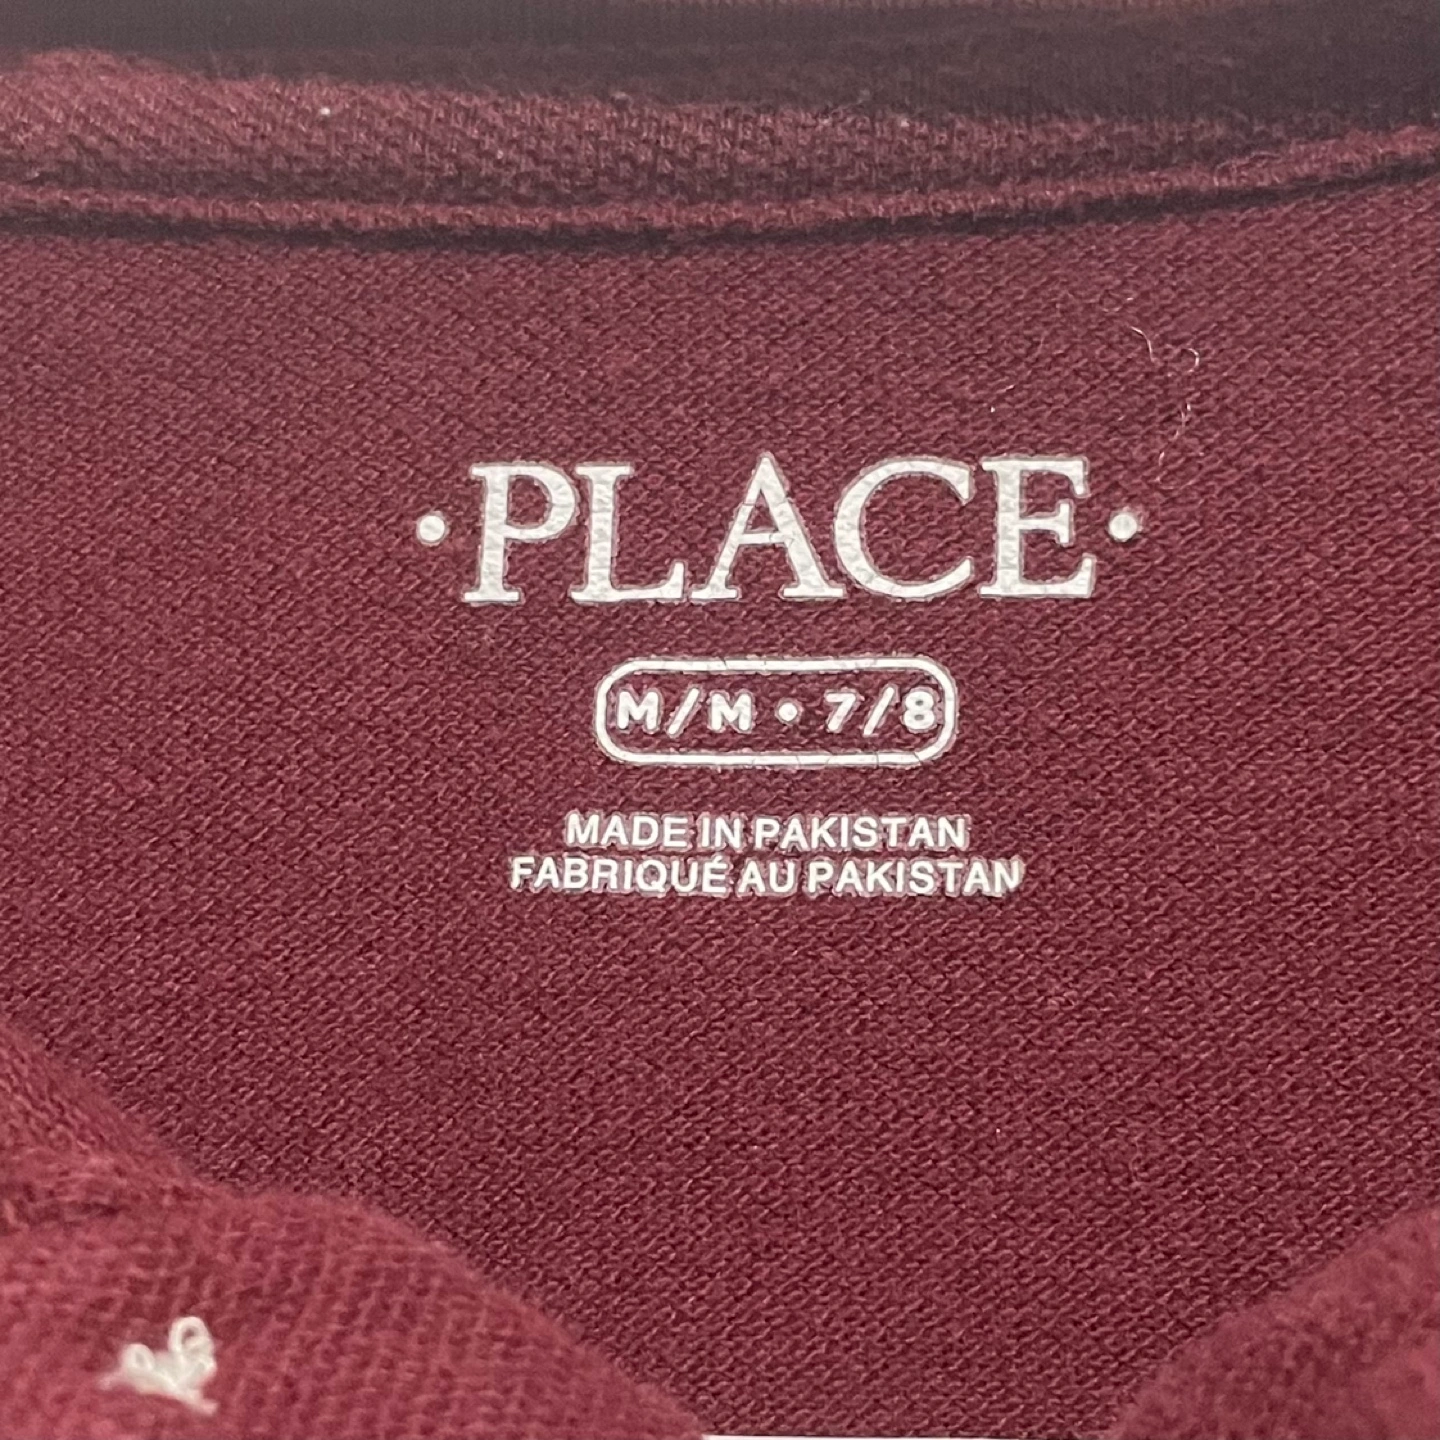 ·PLACE·
M/M • 7/8
MADE IN PAKISTAN
FABRIQUÉ AU PAKISTAN